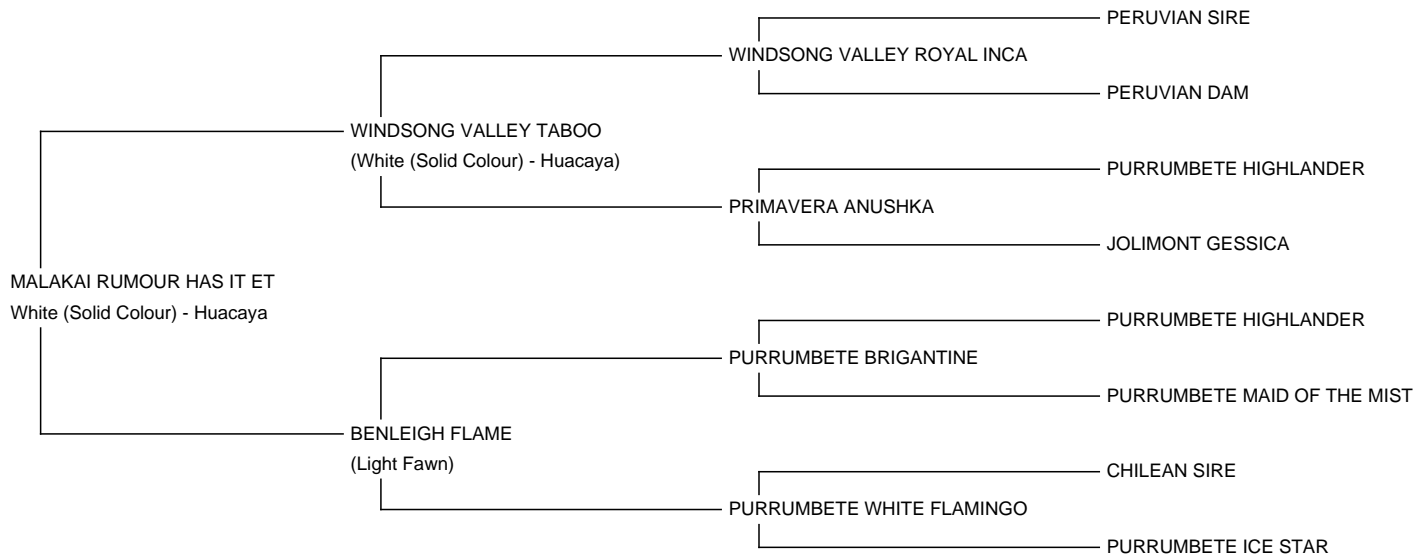 PERUVIAN SIRE
WINDSONG VALLEY ROYAL INCA
PERUVIAN DAM
WINDSONG VALLEY TABOO
(White (Solid Colour) - Huacaya)
PURRUMBETE HIGHLANDER
PRIMAVERA ANUSHKA
JOLIMONT GESSICA
MALAKAI RUMOUR HAS IT ET
White (Solid Colour) - Huacaya
PURRUMBETE HIGHLANDER
PURRUMBETE BRIGANTINE
PURRUMBETE MAID OF THE MIST
BENLEIGH FLAME
(Light Fawn)
CHILEAN SIRE
PURRUMBETE WHITE FLAMINGO
PURRUMBETE ICE STAR